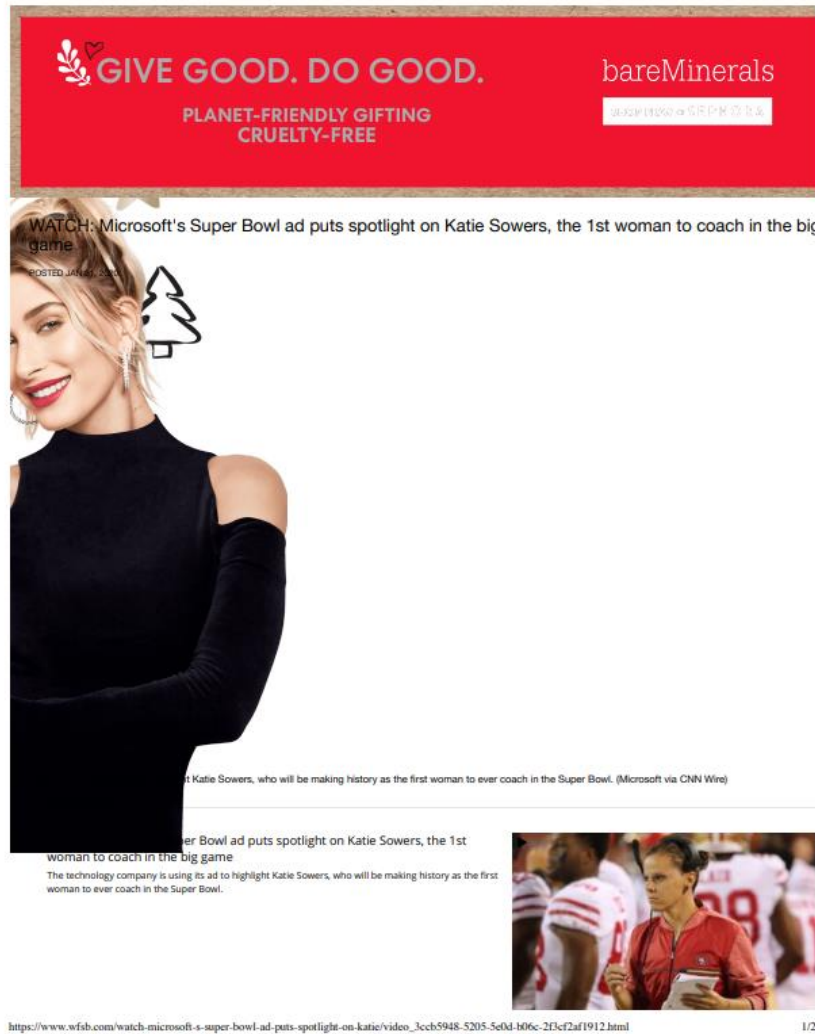 GIVE GOOD. DO GOOD.
PLANET-FRIENDLY GIFTING
CRUELTY-FREE
bareMinerals
SEPHORA
WATCH: Microsoft's Super Bowl ad puts spotlight on Katie Sowers, the 1st woman to coach in the big
game
POSTED JAN 31, 2020
t Katie Sowers, who will be making history as the first woman to ever coach in the Super Bowl. (Microsoft via CNN Wire)
er Bowl ad puts spotlight on Katie Sowers, the 1st
woman to coach in the big game
The technology company is using its ad to highlight Katie Sowers, who will be making history as the first
woman to ever coach in the Super Bowl.
https://www.wfsb.com/watch-microsoft-s-super-bowl-ad-puts-spotlight-on-katie/video_3ccb5948-5205-5e0d-b06c-2f3cf2af1912.html 1/2